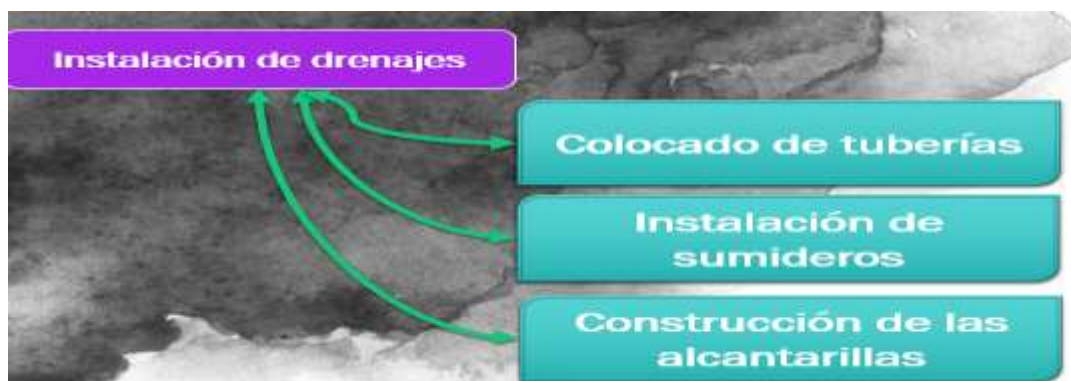 Instalación de drenajes
Colocado de tuberías
Instalación de
sumideros
Construcción de las
alcantarillas